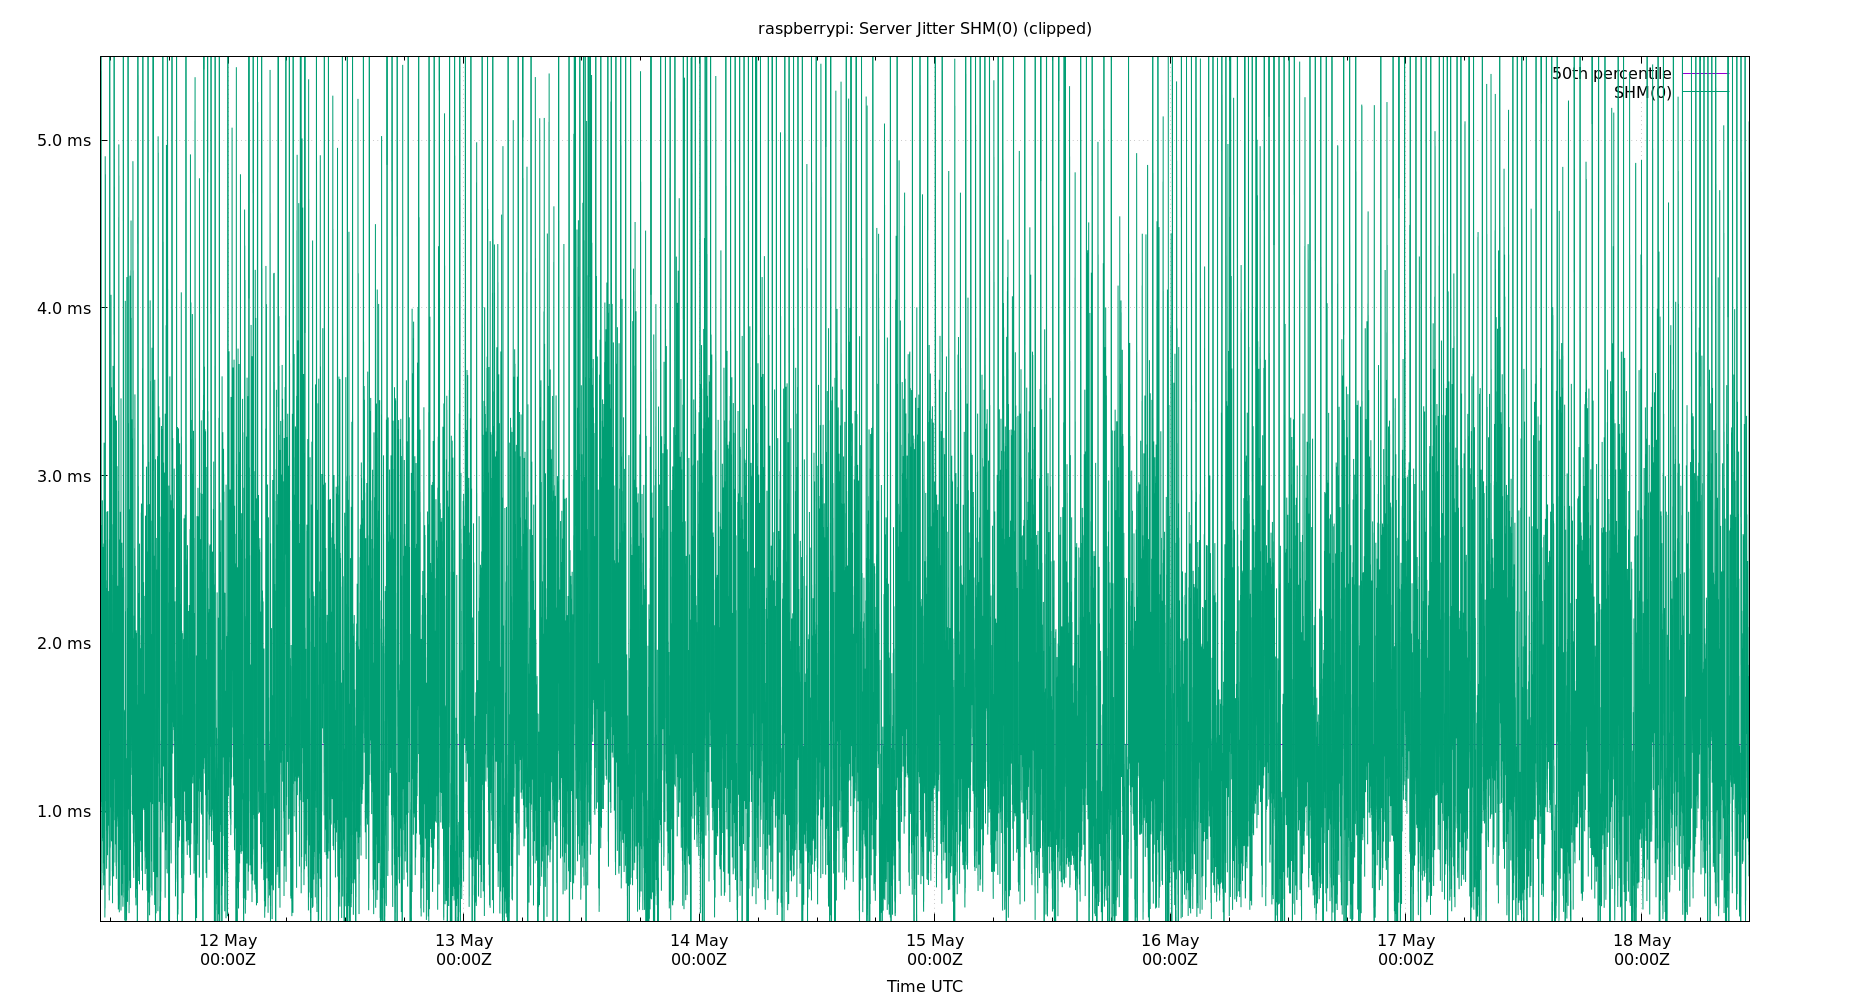 raspberrypi: Server Jitter SHM(0) (clipped)
50th percentile
SHM(0)
5.0 ms
4.0 ms
3.0 ms
2.0 ms
1.0 ms
12 May 13 May 14 May 15 May 16 May 17 May 18 May
00:00Z 00:00Z 00:00Z 00:00Z 00:00Z 00:00Z 00:00Z
Time UTC